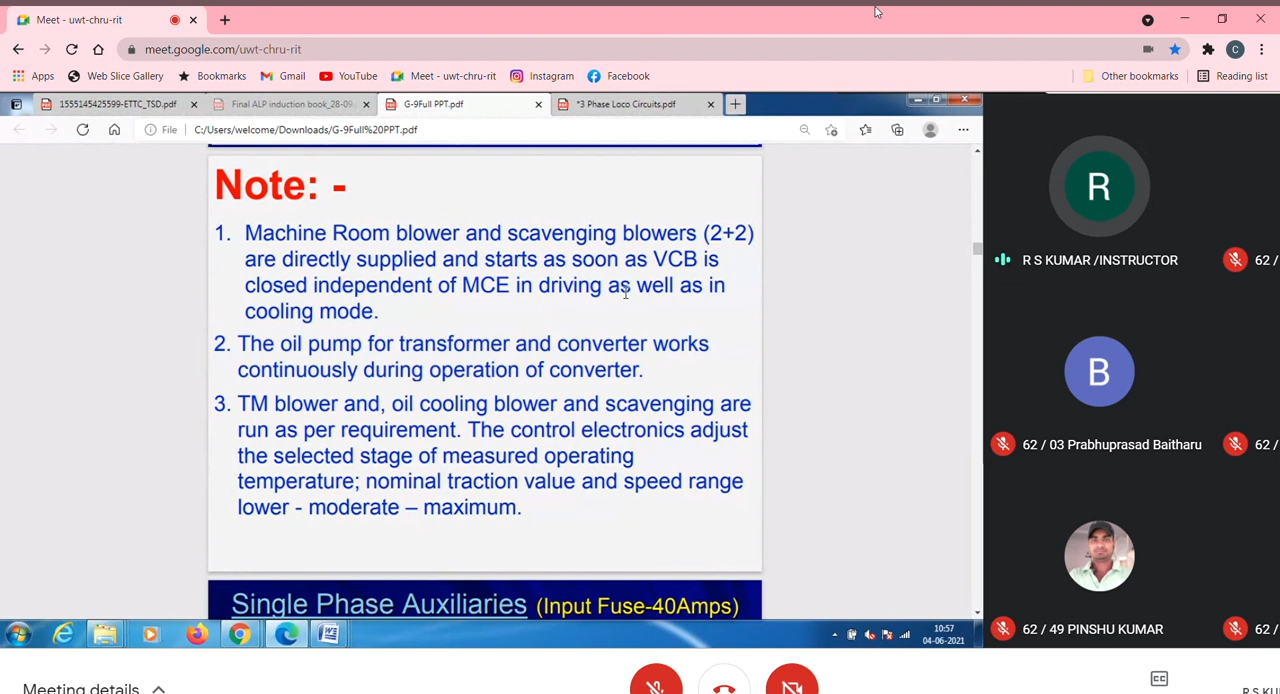 Meet - uwt-chru-rit
meet.google.com/uwt-chru-rit
C
Apps
Web Slice Gallery
Bookmarks
Gmail
YouTube
Meet - uwt-chru-rit
Instagram
Facebook
Other bookmarks
Reading list
1555145425599-ETTC_TSD.pdf
Final ALP induction book_28-09
G-9Full PPT.pdf
*3 Phase Loco Circuits.pdf
File
C:/Users/welcome/Downloads/G-9Full%20PPT.pdf
Note: -
1. Machine Room blower and scavenging blowers (2+2)
are directly supplied and starts as soon as VCB is
closed independent of MCE in driving as well as in
cooling mode.
2. The oil pump for transformer and converter works
continuously during operation of converter.
3. TM blower and, oil cooling blower and scavenging are
run as per requirement. The control electronics adjust
the selected stage of measured operating
temperature; nominal traction value and speed range
lower - moderate – maximum.
Single Phase Auxiliaries (Input Fuse-40Amps)
10:57
04-06-2021
R
R S KUMAR /INSTRUCTOR
62 /
B
62 / 03 Prabhuprasad Baitharu
62 /
62 / 49 PINSHU KUMAR
62 /
Meeting details
CC
R S KU